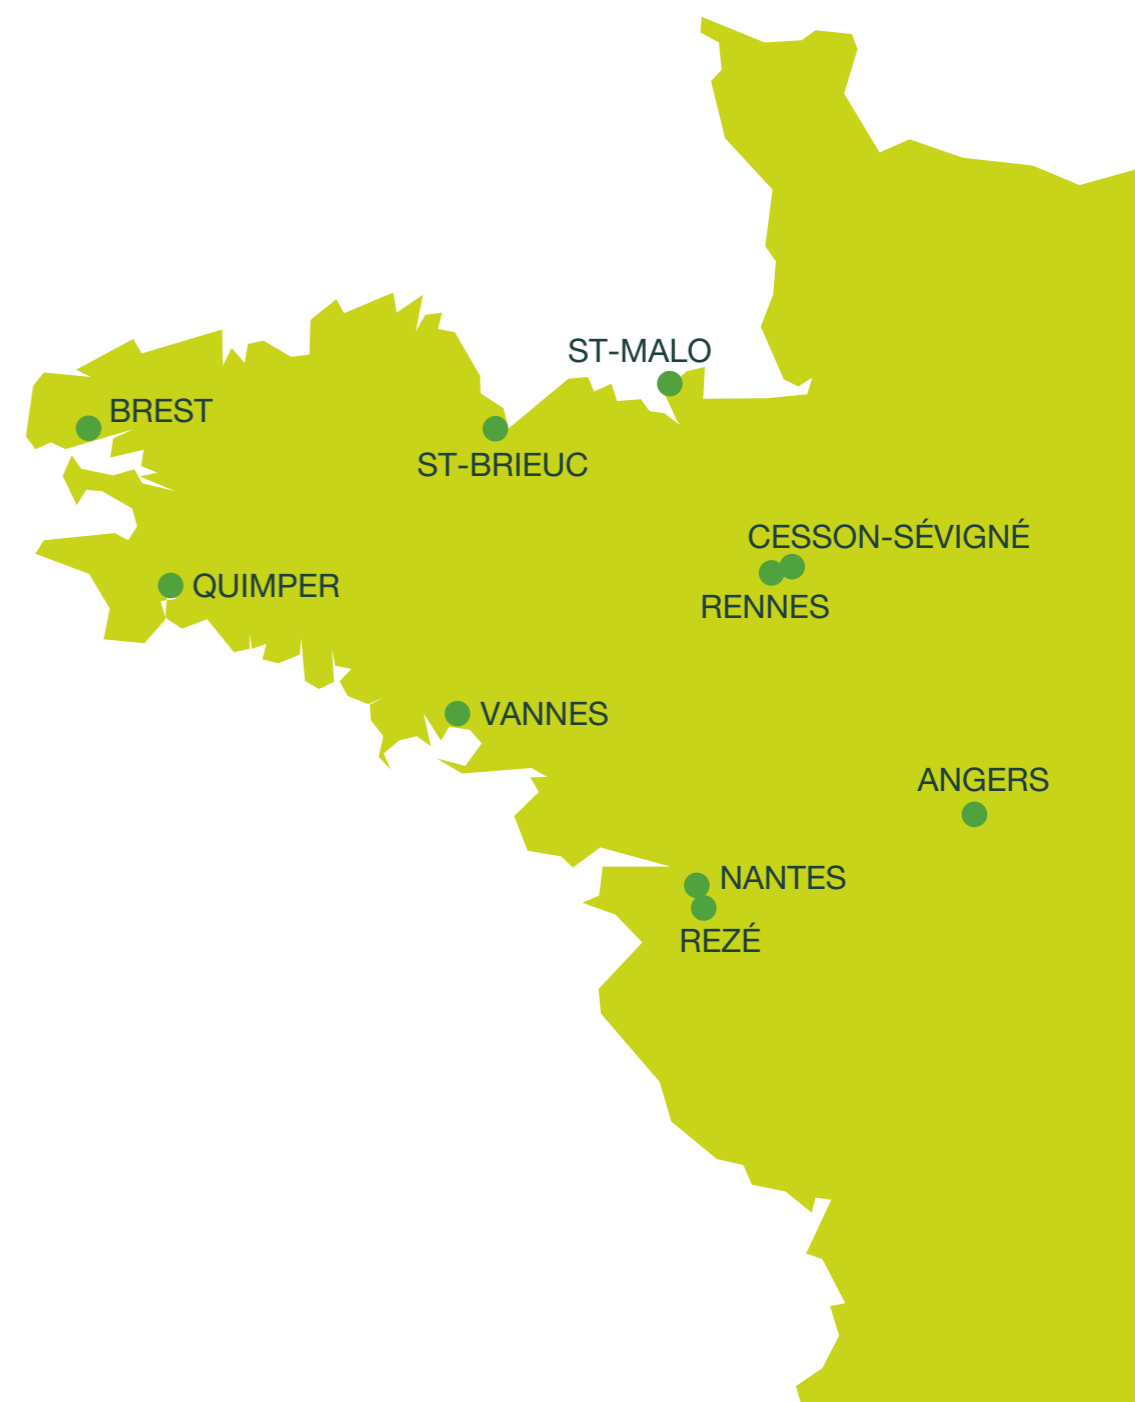 ST-MALO
BREST
ST-BRIEUC
CESSON-SÉVIGNÉ
QUIMPER
RENNES
VANNES
ANGERS
NANTES
REZÉ